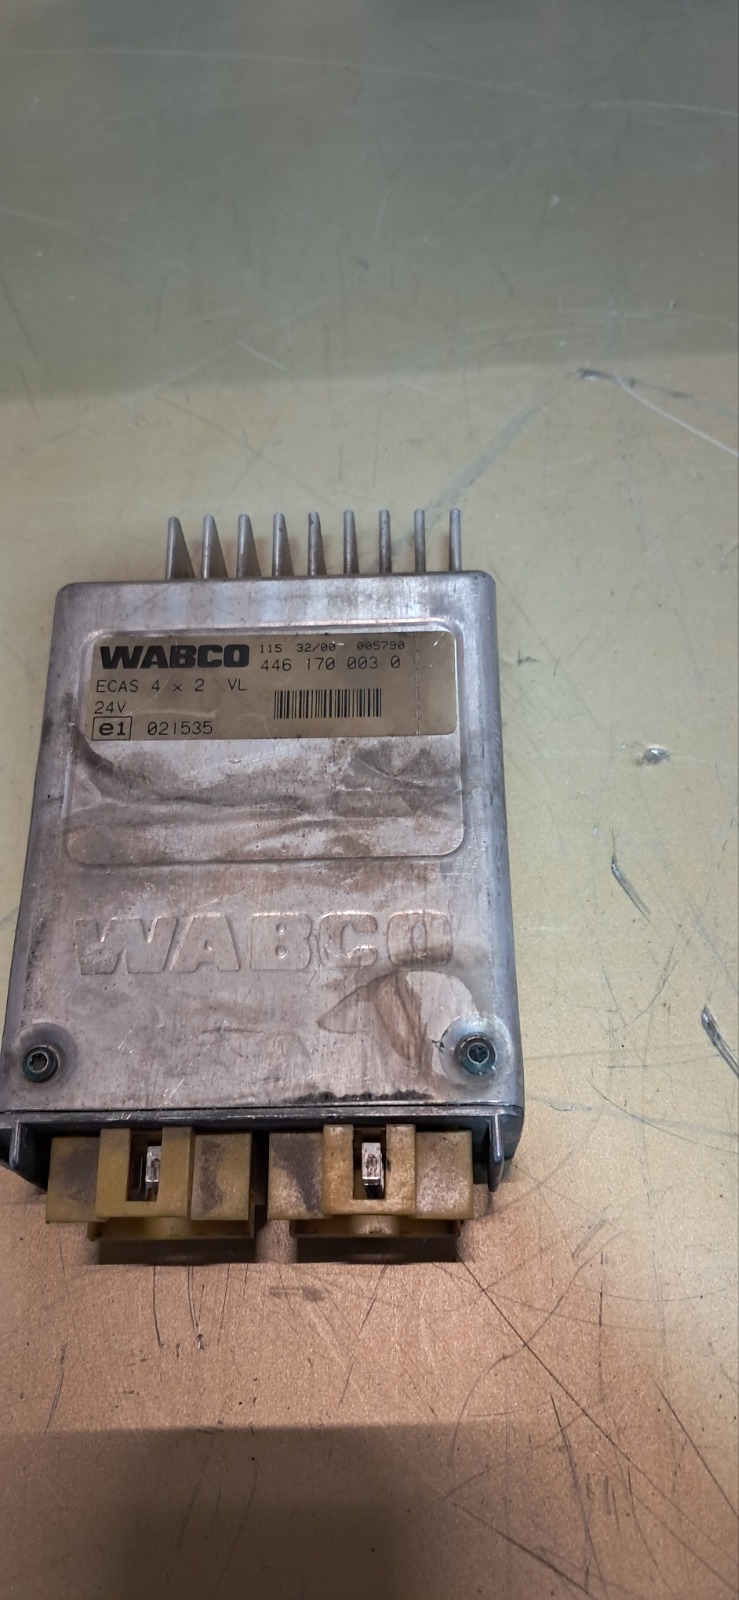 WABCO 115 32/00- 005790
446 170 003 0
ECAS 4 x 2 VL
24V
e1 021535
WABCO